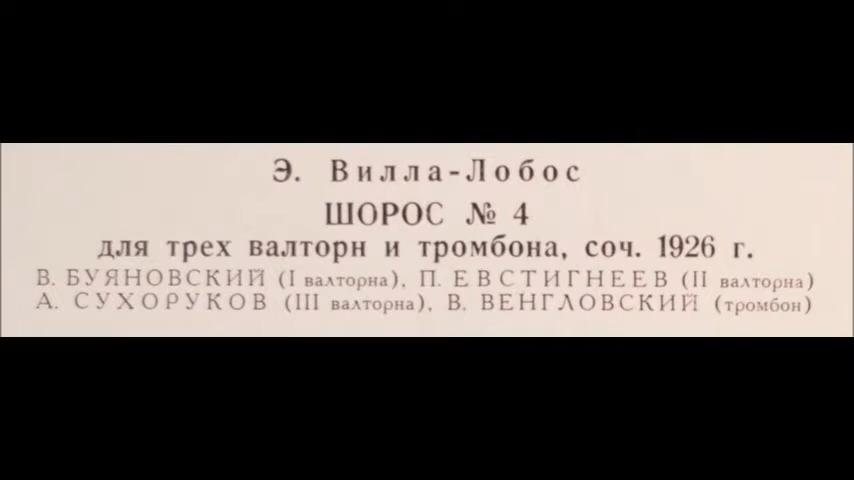 Э. Вилла-Лобос
ШОРОС № 4
для трех валторн и тромбона, соч. 1926 г.
В. БУЯНОВСКИЙ (I валторна), П. ЕВСТИГНЕЕВ (II валторна)
А. СУХОРУКОВ (III валторна), В. ВЕНГЛОВСКИЙ (тромбон)